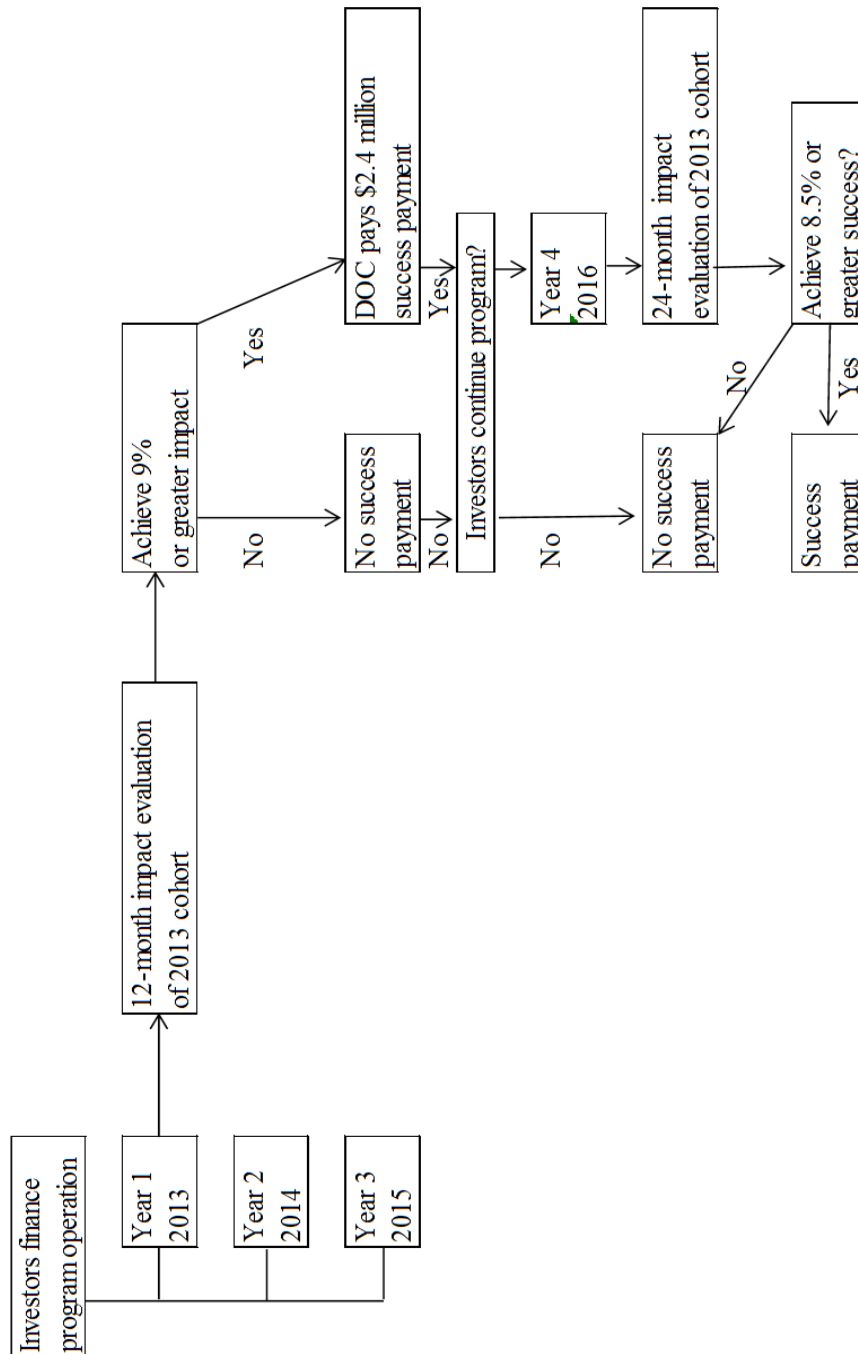 Investors finance
program operation
Year 1
2013
Year 2
2014
Year 3
2015
12-month impact evaluation
of 2013 cohort
Achieve 9%
or greater impact
No
Yes
No success
payment
DOC pays $2.4 million
success payment
No
Yes
Investors continue program?
No
Year 4
2016
No success
payment
24-month impact
evaluation of 2013 cohort
No
Achieve 8.5% or
greater success?
Yes
Success
payment